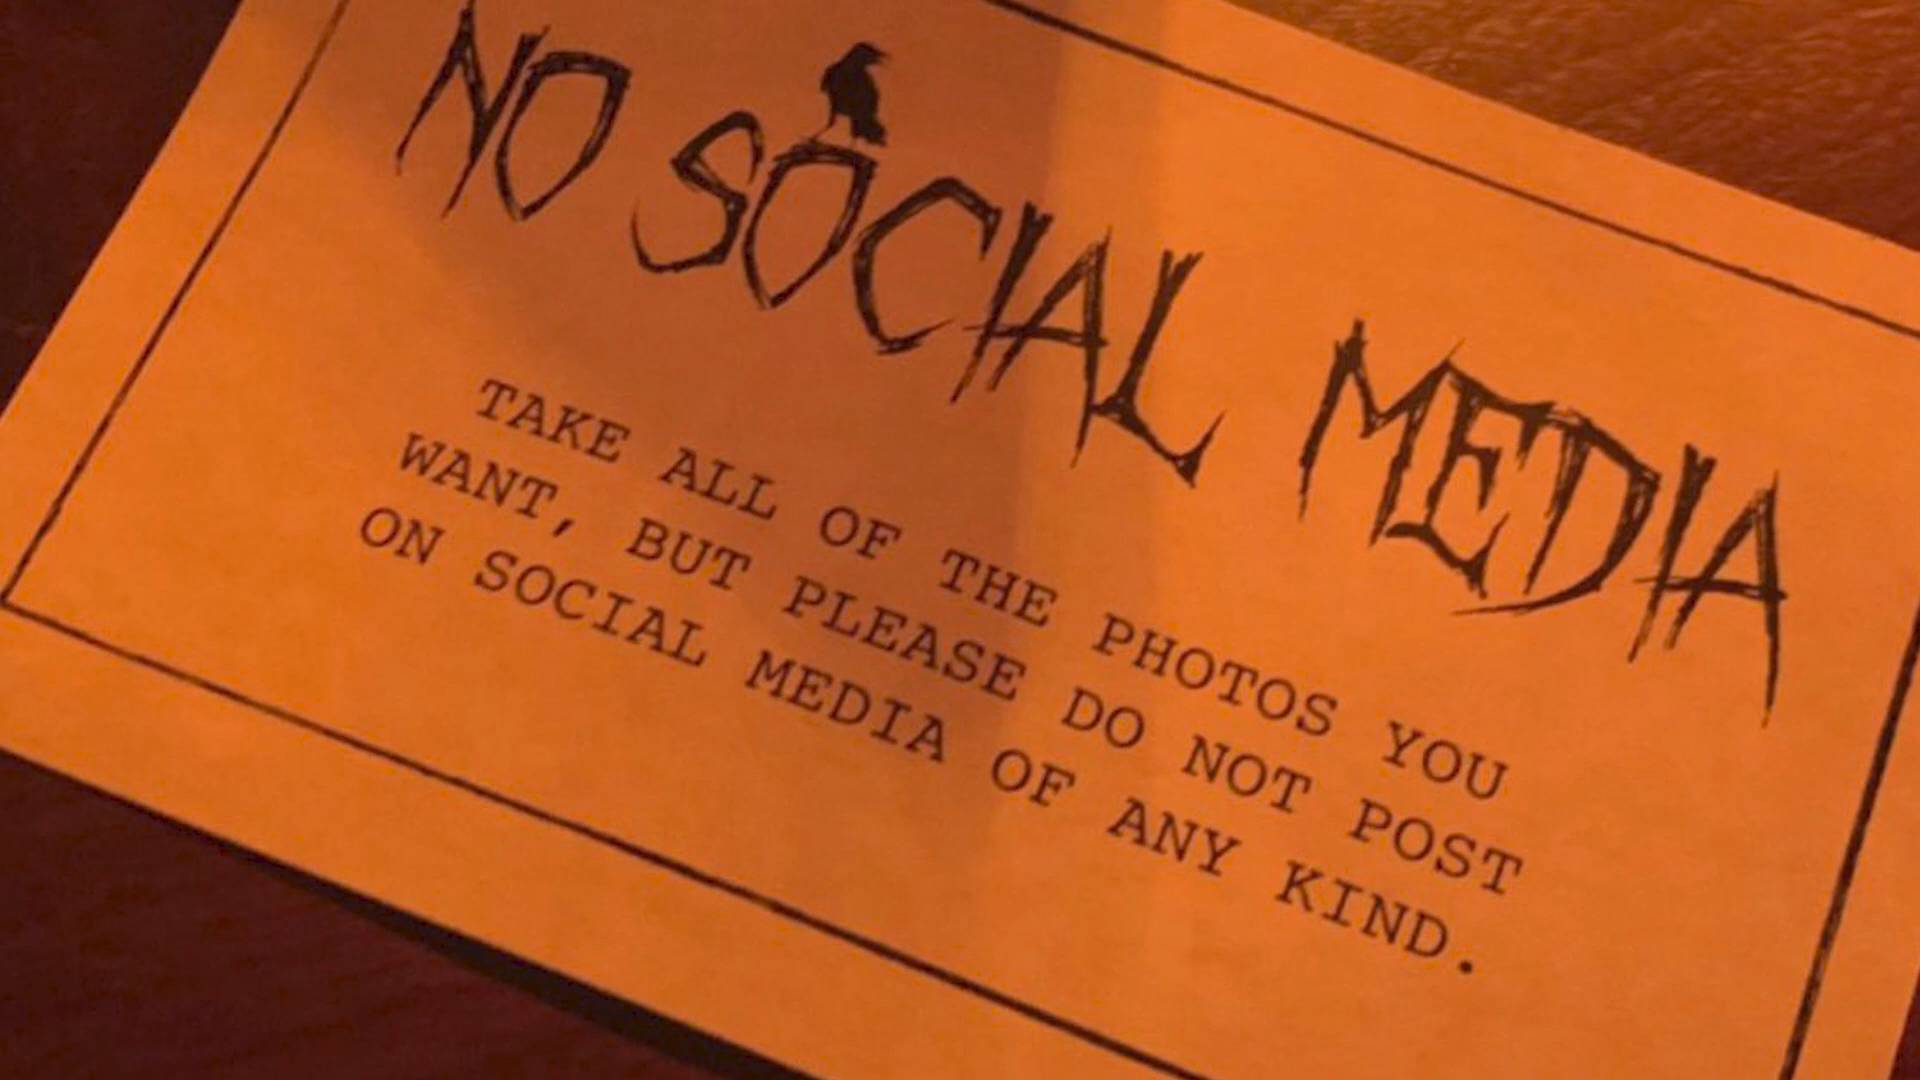 NO SOCIAL MEDIA
TAKE ALL OF THE PHOTOS YOU
WANT, BUT PLEASE DO NOT POST
ON SOCIAL MEDIA OF ANY KIND.